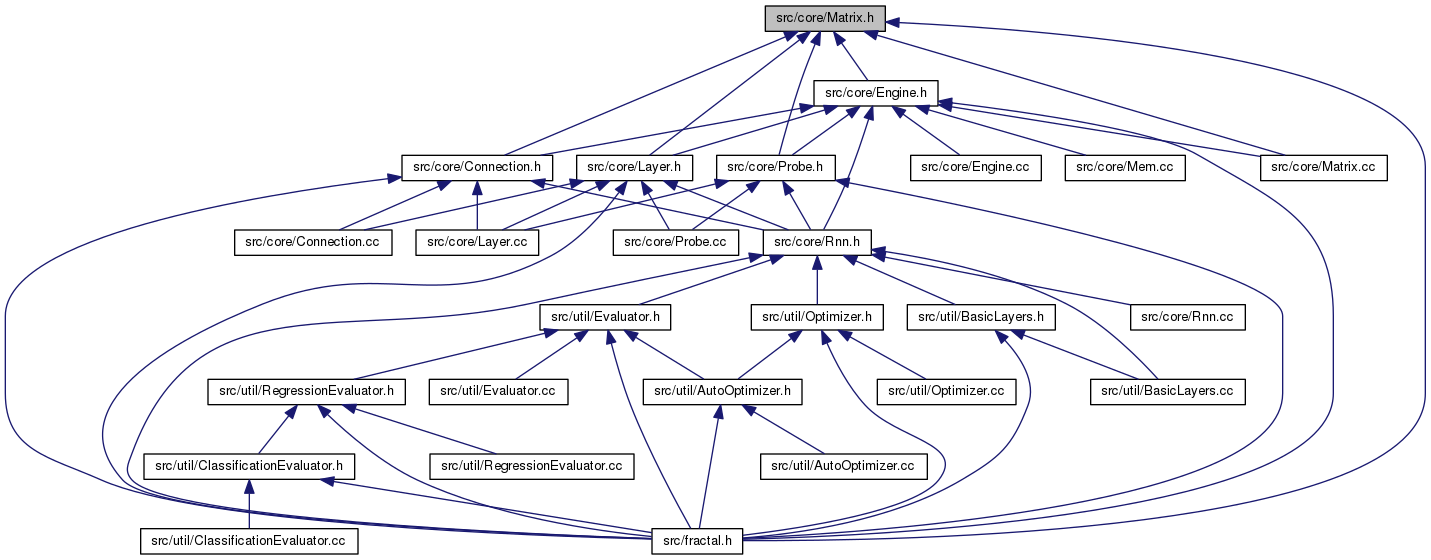 src/core/Matrix.h
src/core/Engine.h
src/core/Connection.h
src/core/Layer.h
src/core/Probe.h
src/core/Engine.cc
src/core/Mem.cc
src/core/Matrix.cc
src/core/Connection.cc
src/core/Layer.cc
src/core/Probe.cc
src/core/Rnn.h
src/util/Evaluator.h
src/util/Optimizer.h
src/util/BasicLayers.h
src/core/Rnn.cc
src/util/RegressionEvaluator.h
src/util/Evaluator.cc
src/util/AutoOptimizer.h
src/util/Optimizer.cc
src/util/BasicLayers.cc
src/util/ClassificationEvaluator.h
src/util/RegressionEvaluator.cc
src/util/AutoOptimizer.cc
src/util/ClassificationEvaluator.cc
src/fractal.h